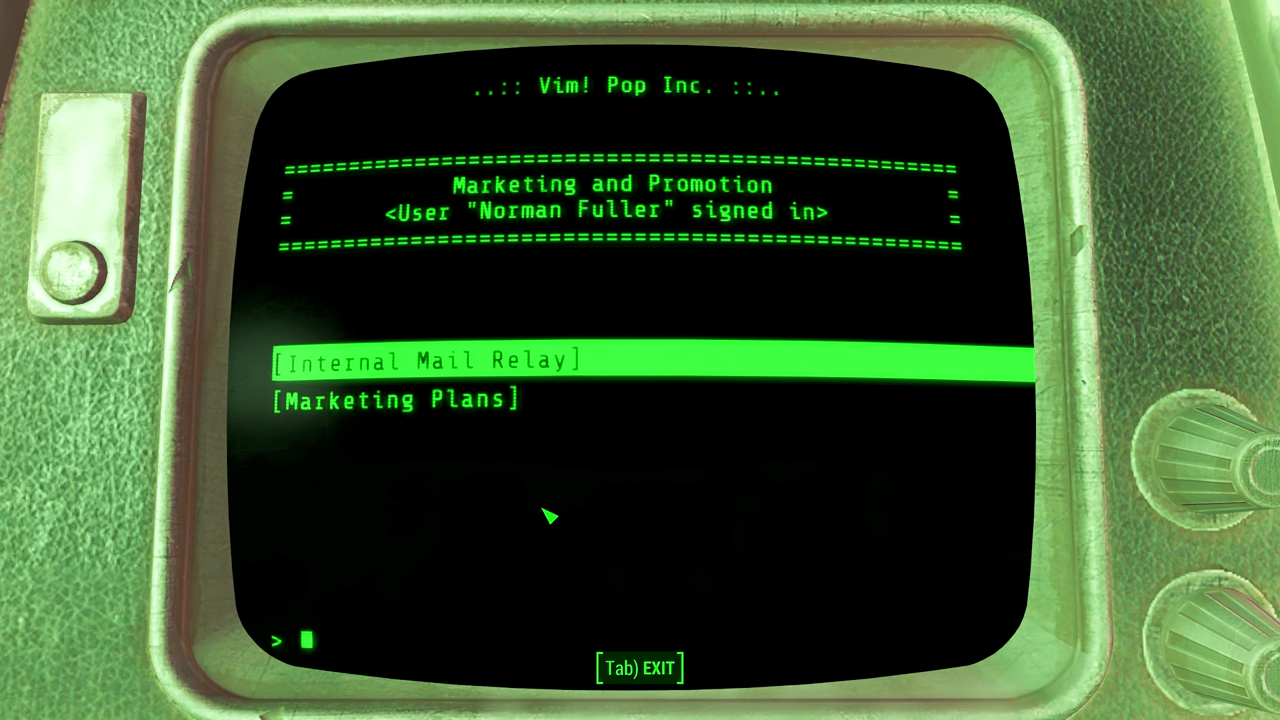 ..:: Vim! Pop Inc. ::..
=====================================================
= Marketing and Promotion =
= <User "Norman Fuller" signed in> =
=====================================================
[Internal Mail Relay]
[Marketing Plans]
>
[Tab) EXIT]